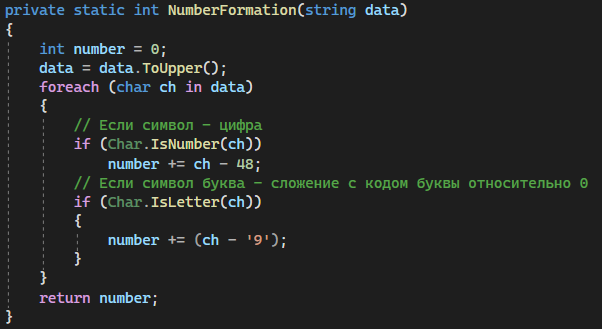 private static int NumberFormation(string data)
{
    int number = 0;
    data = data.ToUpper();
    foreach (char ch in data)
    {
        // Если символ - цифра
        if (Char.IsNumber(ch))
            number += ch - 48;
        // Если символ буква - сложение с кодом буквы относительно 0
        if (Char.IsLetter(ch))
        {
            number += (ch - '9');
        }
    }
    return number;
}